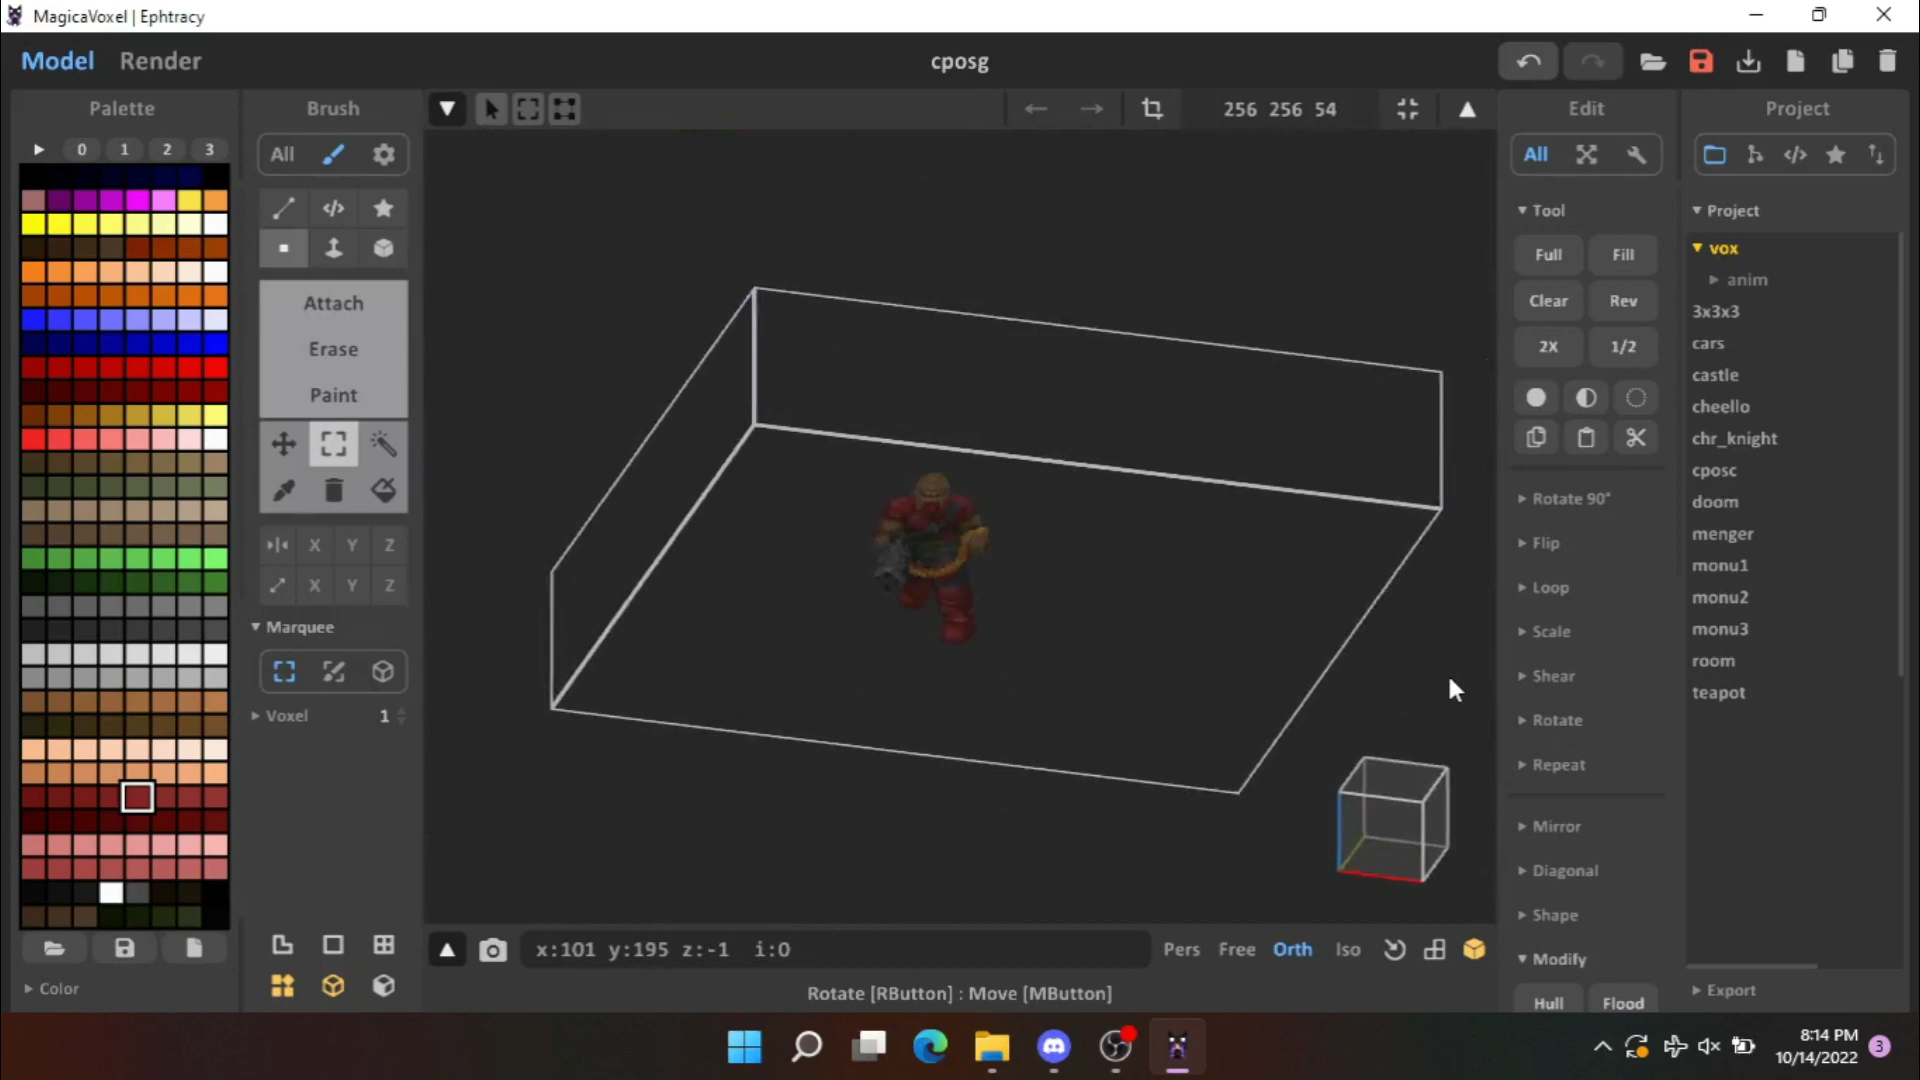 MagicaVoxel | Ephtracy
Model Render
cposg
Palette
0 1 2 3
Color
Brush
All
Attach
Erase
Paint
X Y Z
X Y Z
Marquee
Voxel 1
256 256 54
x:101 y:195 z:-1 i:0
Pers Free Orth Iso
Rotate [RButton] : Move [MButton]
Edit
All
Tool
Full Fill
Clear Rev
2X 1/2
Rotate 90°
Flip
Loop
Scale
Shear
Rotate
Repeat
Mirror
Diagonal
Shape
Modify
Hull Flood
Project
Project
vox
anim
3x3x3
cars
castle
cheello
chr_knight
cposc
doom
menger
monu1
monu2
monu3
room
teapot
Export
8:14 PM
10/14/2022
3